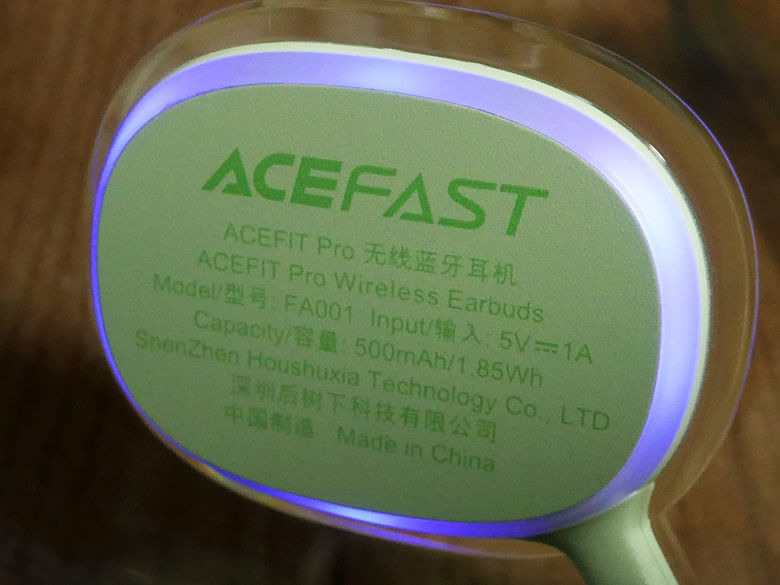 ACEFAST
ACEFIT Pro 无线蓝牙耳机
ACEFIT Pro Wireless Earbuds
Model/型号: FA001 Input/输入: 5V⎓1A
Capacity/容量: 500mAh/1.85Wh
ShenZhen Houshuxia Technology Co., LTD
深圳后树下科技有限公司
中国制造 Made in China